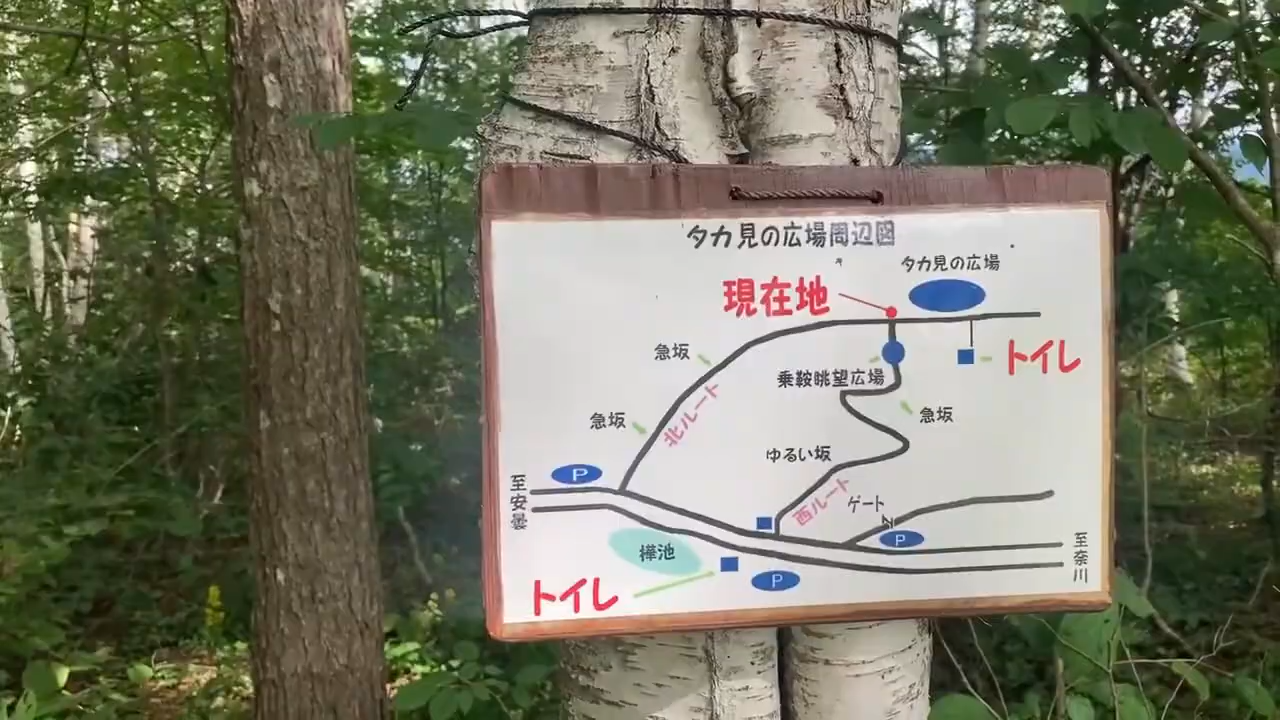 タカ見の広場周辺図
タカ見の広場
現在地
急坂
トイレ
乗鞍眺望広場
北ルート
急坂
急坂
ゆるい坂
P
至安曇
西ルート
ゲート
P
樺池
至奈川
トイレ
P